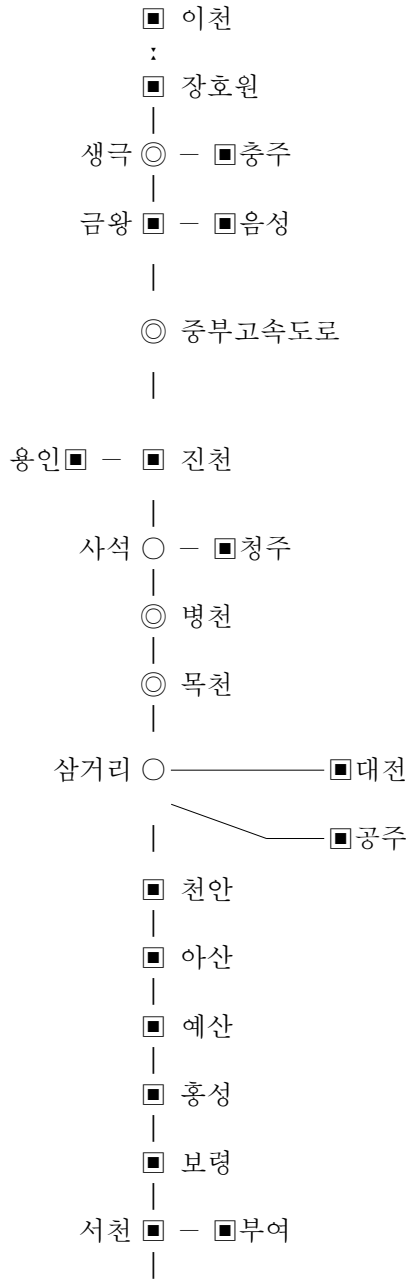 ▣ 이천
:
▣ 장호원
|
생극 ◎ − ▣충주
|
금왕 ▣ − ▣음성
|
◎ 중부고속도로
|
용인▣ − ▣ 진천
|
사석 ○ − ▣청주
|
◎ 병천
|
◎ 목천
|
삼거리 ○ ▣대전
| ▣공주
▣ 천안
|
▣ 아산
|
▣ 예산
|
▣ 홍성
|
▣ 보령
|
서천 ▣ − ▣부여
|